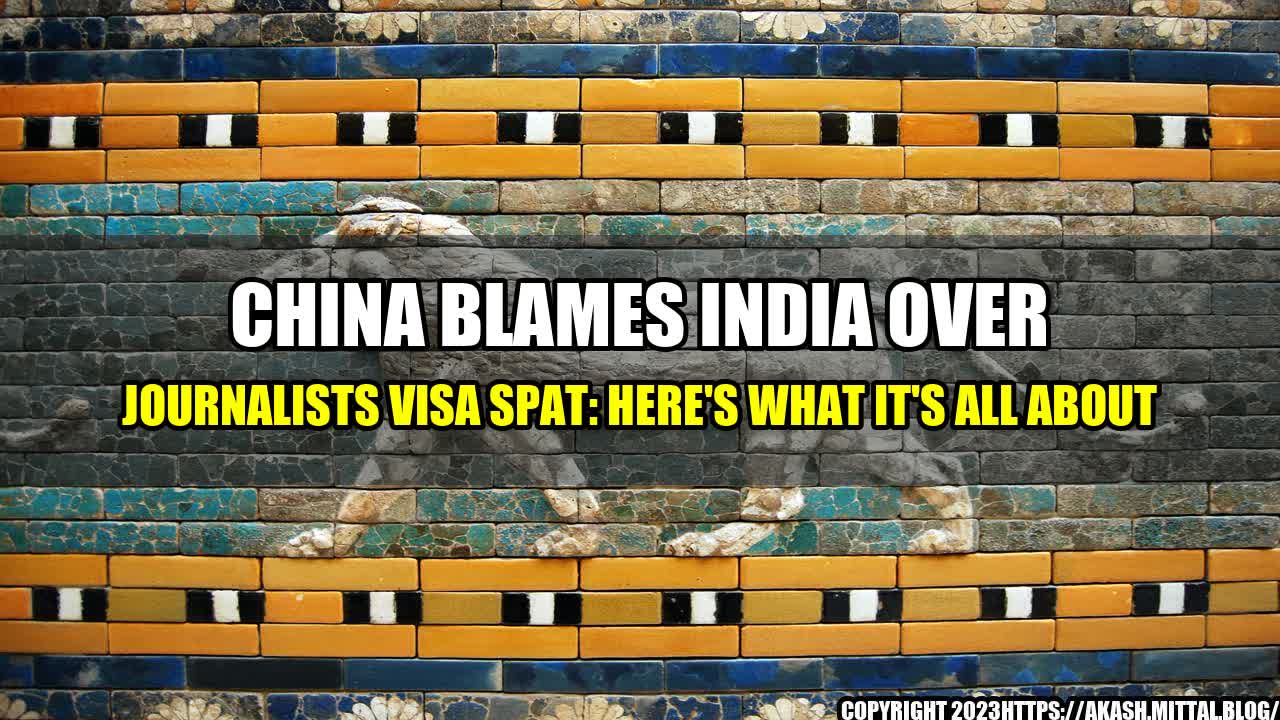 CHINA BLAMES INDIA OVER
JOURNALISTS VISA SPAT: HERE'S WHAT IT'S ALL ABOUT
COPYRIGHT 2023HTTPS://AKASH.MITTAL.BLOG/